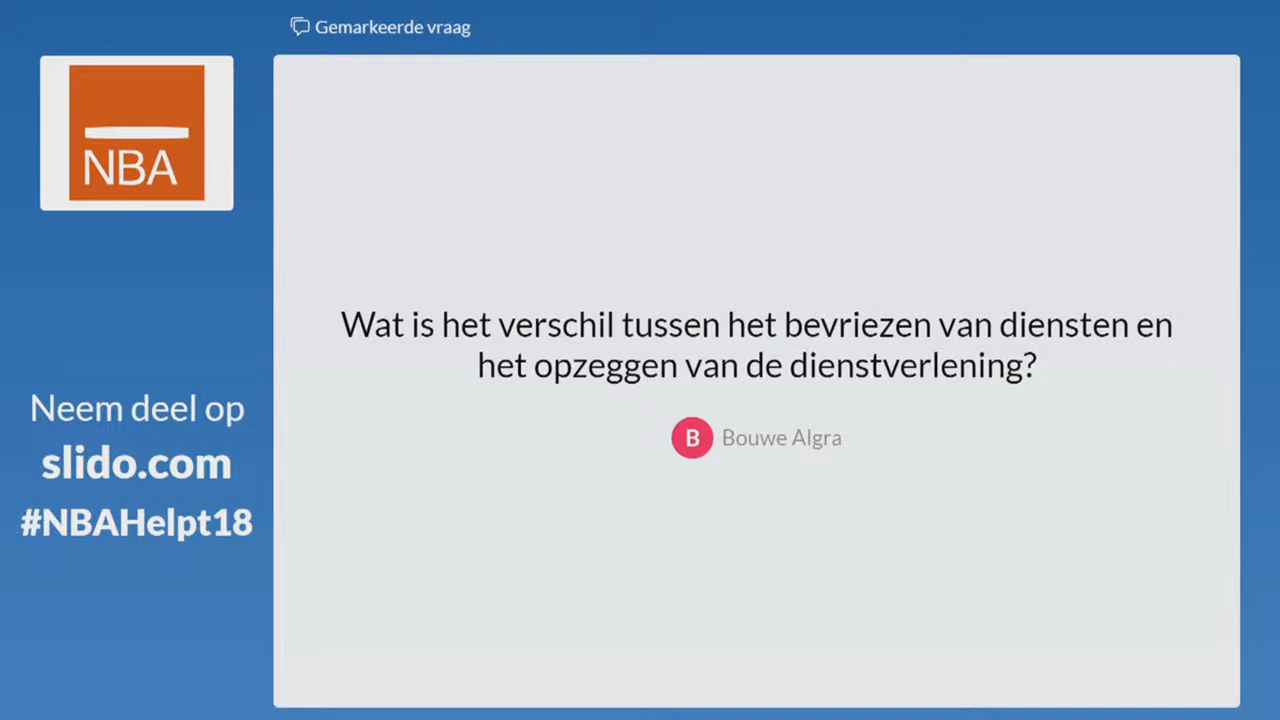 Gemarkeerde vraag
NBA
Wat is het verschil tussen het bevriezen van diensten en
het opzeggen van de dienstverlening?
B Bouwe Algra
Neem deel op
slido.com
#NBAHelpt18